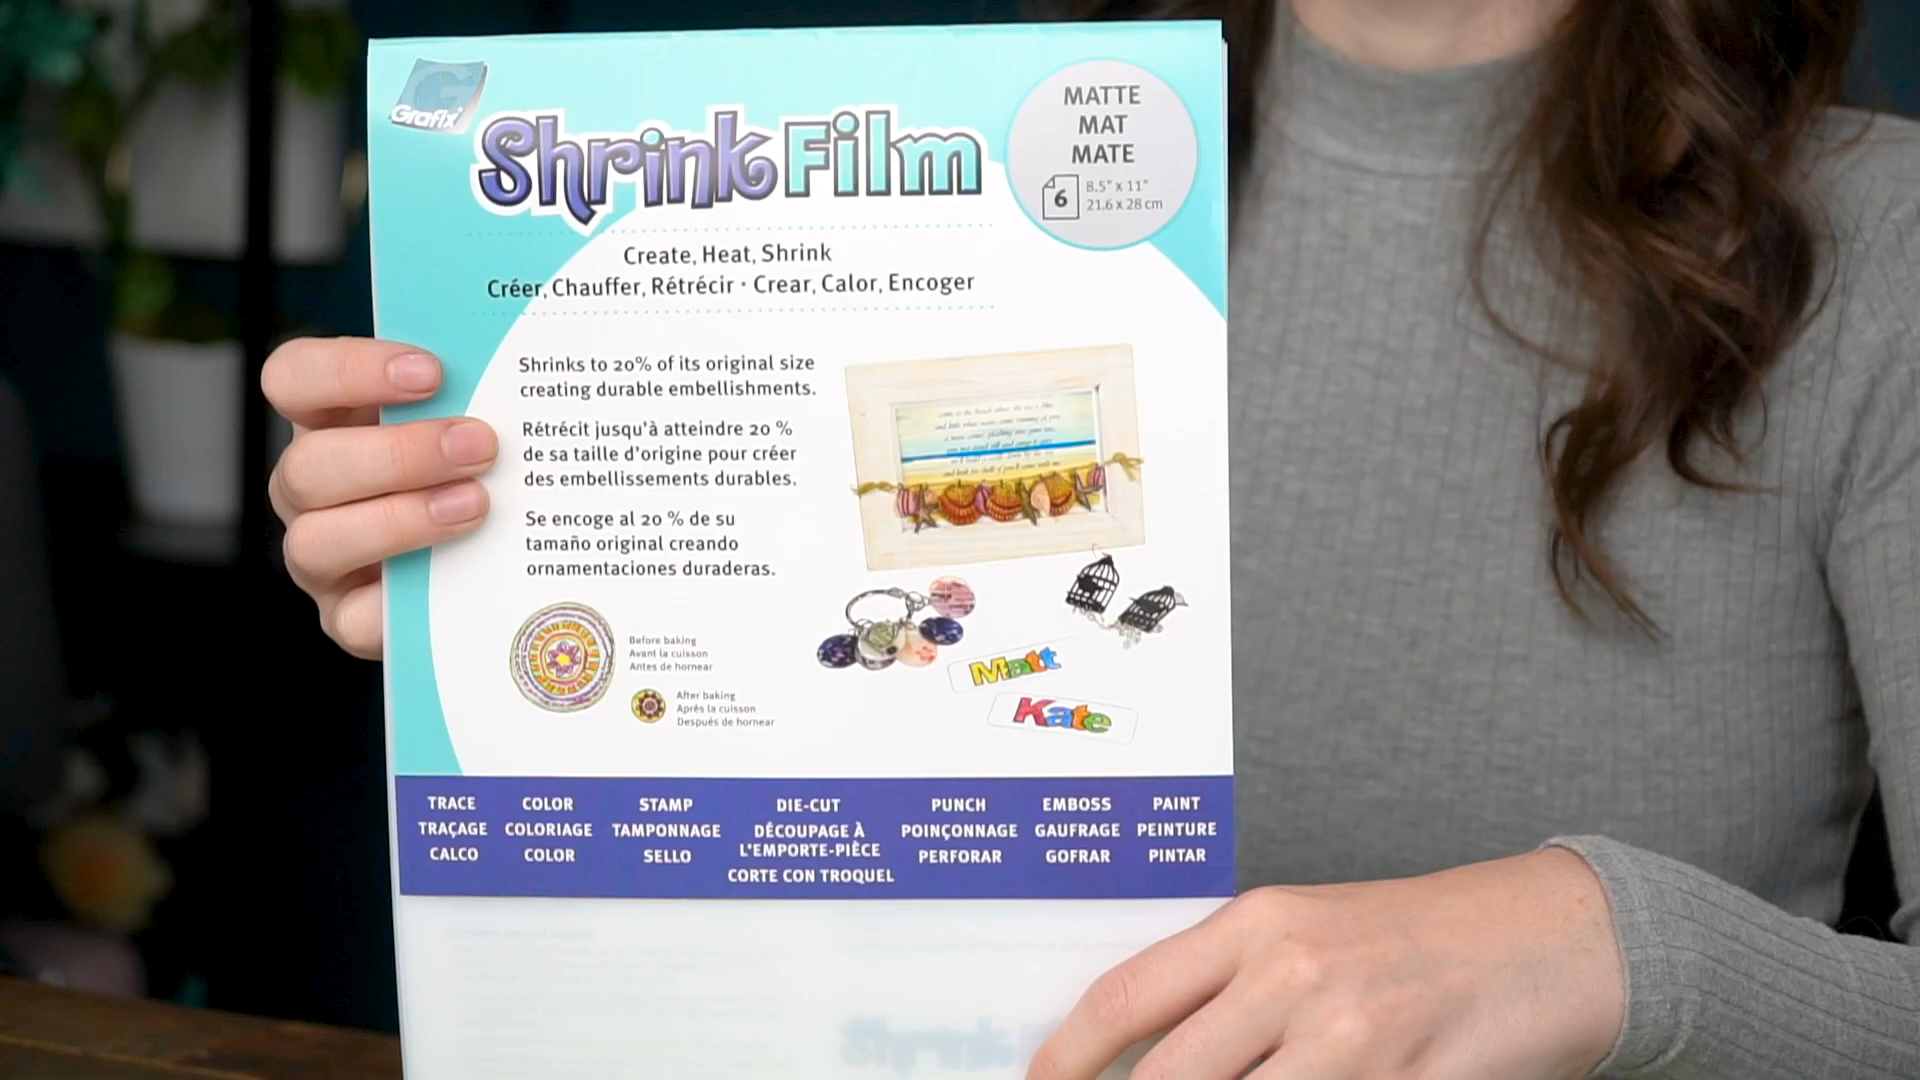 Grafix
Shrink Film
MATTE
MAT
MATE
6
8.5" x 11"
21.6 x 28 cm
Create, Heat, Shrink
Créer, Chauffer, Rétrécir · Crear, Calor, Encoger
Shrinks to 20% of its original size
creating durable embellishments.
Rétrécit jusqu'à atteindre 20 %
de sa taille d'origine pour créer
des embellissements durables.
Se encoge al 20 % de su
tamaño original creando
ornamentaciones duraderas.
Before baking
Avant la cuisson
Antes de hornear
After baking
Après la cuisson
Después de hornear
Matt
Kate
TRACE
TRAÇAGE
CALCO
COLOR
COLORIAGE
COLOR
STAMP
TAMPONNAGE
SELLO
DIE-CUT
DÉCOUPAGE À
L'EMPORTE-PIÈCE
CORTE CON TROQUEL
PUNCH
POINÇONNAGE
PERFORAR
EMBOSS
GAUFRAGE
GOFRAR
PAINT
PEINTURE
PINTAR